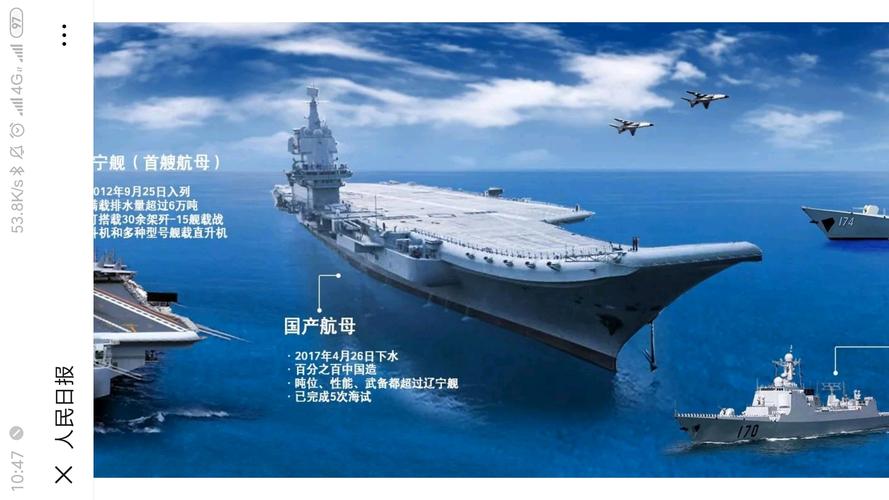 53.8K/s
4G
97
10:47
人民日报
宁舰（首艘航母）
2012年9月25日入列
满载排水量超过6万吨
可搭载30余架歼-15舰载战
斗机和多种型号舰载直升机
国产航母
· 2017年4月26日下水
· 百分之百中国造
· 吨位、性能、武备都超过辽宁舰
· 已完成5次海试
174
170